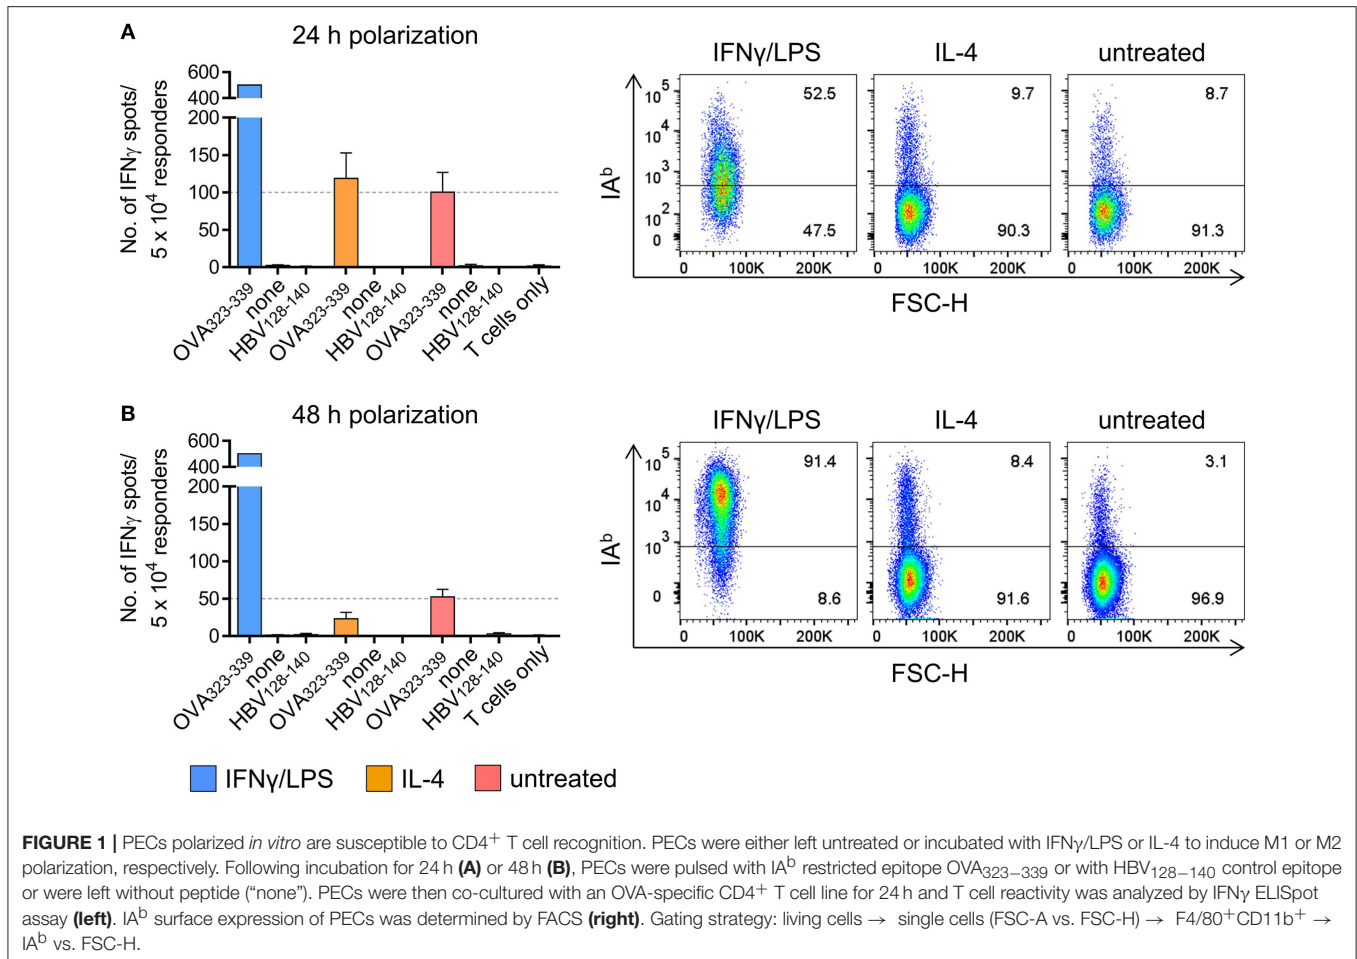 A
24 h polarization
No. of IFNγ spots/
5 x 10⁴ responders
600
400
200
150
100
50
0
OVA₃₂₃₋₃₃₉
none
HBV₁₂₈₋₁₄₀
OVA₃₂₃₋₃₃₉
none
HBV₁₂₈₋₁₄₀
OVA₃₂₃₋₃₃₉
none
HBV₁₂₈₋₁₄₀
T cells only
IFNγ/LPS IL-4 untreated
IAᵇ
10⁵
10⁴
10³
10²
0
52.5 9.7 8.7
47.5 90.3 91.3
0 100K 200K 0 100K 200K 0 100K 200K
FSC-H
B
48 h polarization
No. of IFNγ spots/
5 x 10⁴ responders
600
400
200
150
100
50
0
OVA₃₂₃₋₃₃₉
none
HBV₁₂₈₋₁₄₀
OVA₃₂₃₋₃₃₉
none
HBV₁₂₈₋₁₄₀
OVA₃₂₃₋₃₃₉
none
HBV₁₂₈₋₁₄₀
T cells only
IFNγ/LPS IL-4 untreated
IAᵇ
10⁵
10⁴
10³
0
91.4 8.4 3.1
8.6 91.6 96.9
0 100K 200K 0 100K 200K 0 100K 200K
FSC-H
IFNγ/LPS IL-4 untreated
FIGURE 1 | PECs polarized in vitro are susceptible to CD4⁺ T cell recognition. PECs were either left untreated or incubated with IFNγ/LPS or IL-4 to induce M1 or M2
polarization, respectively. Following incubation for 24 h (A) or 48 h (B), PECs were pulsed with IAᵇ restricted epitope OVA₃₂₃₋₃₃₉ or with HBV₁₂₈₋₁₄₀ control epitope
or were left without peptide (“none”). PECs were then co-cultured with an OVA-specific CD4⁺ T cell line for 24 h and T cell reactivity was analyzed by IFNγ ELISpot
assay (left). IAᵇ surface expression of PECs was determined by FACS (right). Gating strategy: living cells → single cells (FSC-A vs. FSC-H) → F4/80⁺CD11b⁺ →
IAᵇ vs. FSC-H.